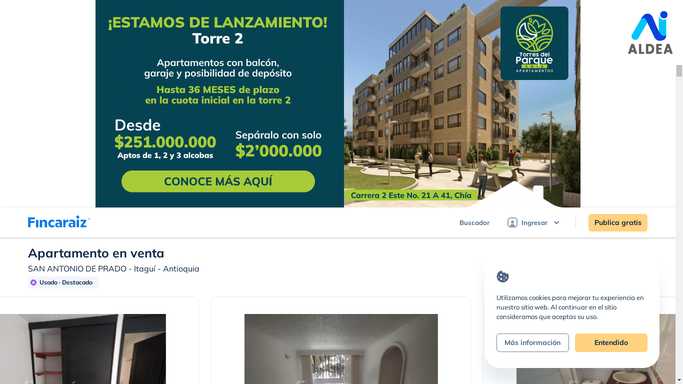 ¡ESTAMOS DE LANZAMIENTO!
Torre 2
Apartamentos con balcón,
garaje y posibilidad de depósito
Hasta 36 MESES de plazo
en la cuota inicial en la torre 2
Desde
$251.000.000
Aptos de 1, 2 y 3 alcobas
Sepáralo con solo
$2'000.000
CONOCE MÁS AQUÍ
Torres del
Parque
CHÍA
APARTAMENTOS
Carrera 2 Este No. 21 A 41, Chía
ALDEA
Fincaraíz
Buscador
Ingresar
Publica gratis
Apartamento en venta
SAN ANTONIO DE PRADO - Itagüí - Antioquia
Usado · Destacado
Utilizamos cookies para mejorar tu experiencia en
nuestro sitio web. Al continuar en el sitio
consideramos que aceptas su uso.
Más información
Entendido